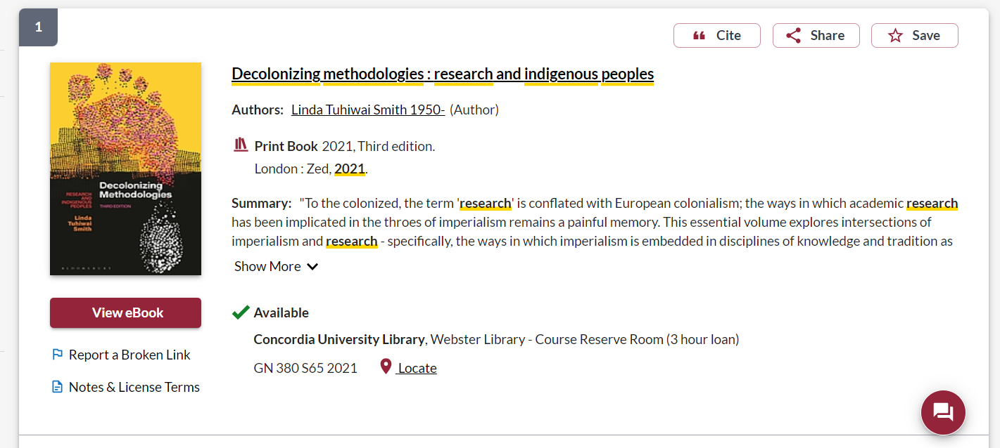 1
Cite
Share
Save
Decolonizing methodologies : research and indigenous peoples
Authors: Linda Tuhiwai Smith 1950- (Author)
Print Book 2021, Third edition.
London : Zed, 2021.
Summary: "To the colonized, the term 'research' is conflated with European colonialism; the ways in which academic research
has been implicated in the throes of imperialism remains a painful memory. This essential volume explores intersections of
imperialism and research - specifically, the ways in which imperialism is embedded in disciplines of knowledge and tradition as
Show More
Decolonizing
Methodologies
RESEARCH
AND
INDIGENOUS
PEOPLES
THIRD EDITION
Linda
Tuhiwai
Smith
BLOOMSBURY
View eBook
Report a Broken Link
Notes & License Terms
Available
Concordia University Library, Webster Library - Course Reserve Room (3 hour loan)
GN 380 S65 2021
Locate